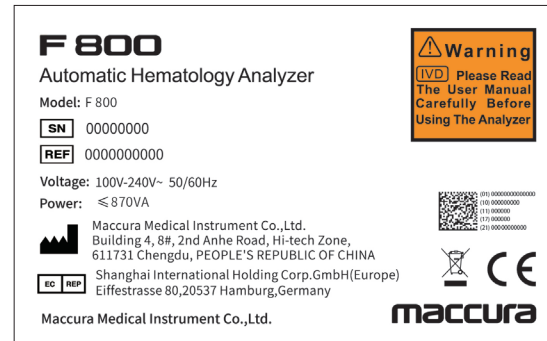 F 800
Automatic Hematology Analyzer
Model: F 800
SN 00000000
REF 0000000000
Voltage: 100V-240V~ 50/60Hz
Power: ≤870VA
Maccura Medical Instrument Co.,Ltd.
Building 4, 8#, 2nd Anhe Road, Hi-tech Zone,
611731 Chengdu, PEOPLE'S REPUBLIC OF CHINA
EC REP
Shanghai International Holding Corp.GmbH(Europe)
Eiffestrasse 80,20537 Hamburg,Germany
Maccura Medical Instrument Co.,Ltd.
Warning
IVD Please Read
The User Manual
Carefully Before
Using The Analyzer
(01) 00000000000000
(10) 000000
(11) 000000
(17) 000000
(21) 00000000
CE
maccura